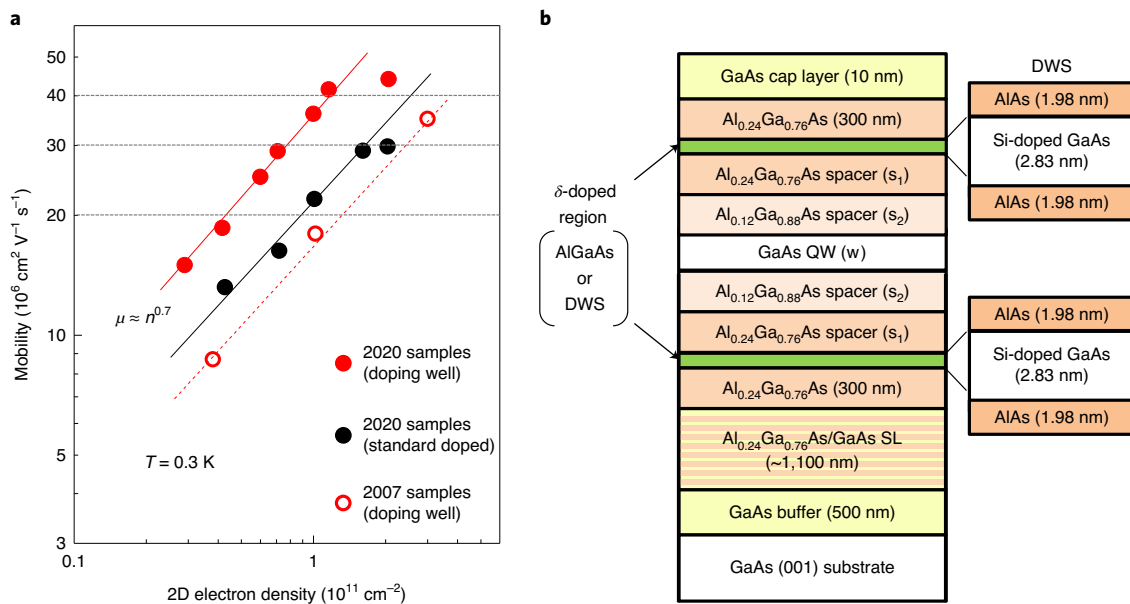 a
50
40
30
20
10
5
3
0.1
1
Mobility (10⁶ cm² V⁻¹ s⁻¹)
2D electron density (10¹¹ cm⁻²)
μ ≈ n^0.7
T = 0.3 K
2020 samples
(doping well)
2020 samples
(standard doped)
2007 samples
(doping well)
b
GaAs cap layer (10 nm)
Al₀.₂₄Ga₀.₇₆As (300 nm)
Al₀.₂₄Ga₀.₇₆As spacer (s₁)
Al₀.₁₂Ga₀.₈₈As spacer (s₂)
GaAs QW (w)
Al₀.₁₂Ga₀.₈₈As spacer (s₂)
Al₀.₂₄Ga₀.₇₆As spacer (s₁)
Al₀.₂₄Ga₀.₇₆As (300 nm)
Al₀.₂₄Ga₀.₇₆As/GaAs SL
(~1,100 nm)
GaAs buffer (500 nm)
GaAs (001) substrate
δ-doped
region
AlGaAs
or
DWS
DWS
AlAs (1.98 nm)
Si-doped GaAs
(2.83 nm)
AlAs (1.98 nm)
AlAs (1.98 nm)
Si-doped GaAs
(2.83 nm)
AlAs (1.98 nm)